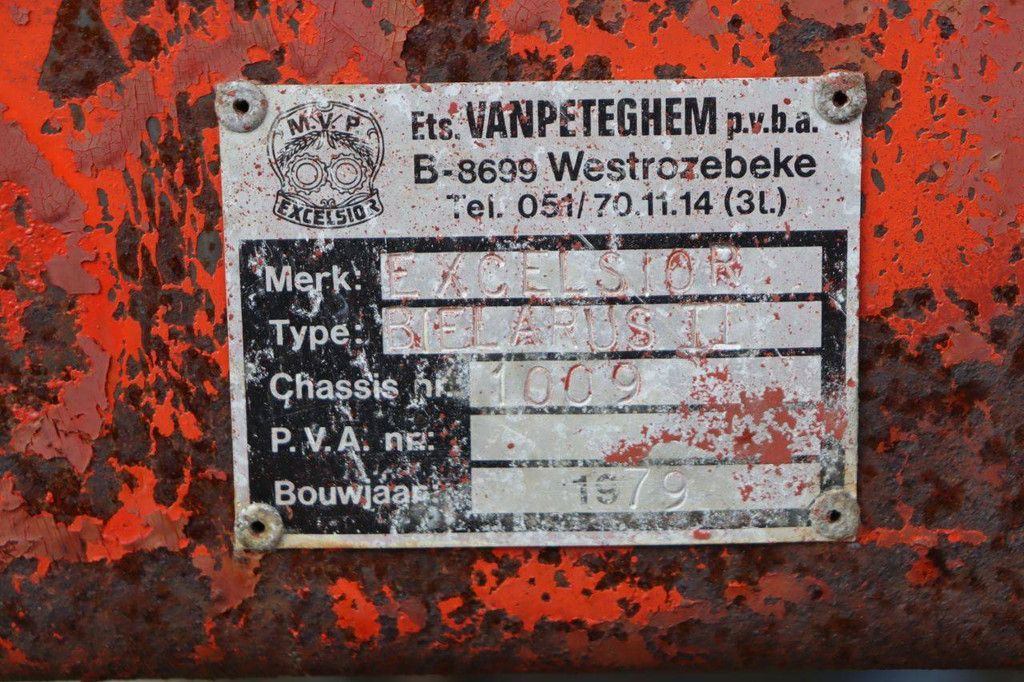 M.V.P.
EXCELSIOR
Ets. VANPETEGHEM p.v.b.a.
B-8699 Westrozebeke
Tel. 051/70.11.14 (3l.)
Merk: EXCELSIOR
Type: BIELARUS II
Chassis nr. 1009
P.V.A. nr:
Bouwjaar: 1979